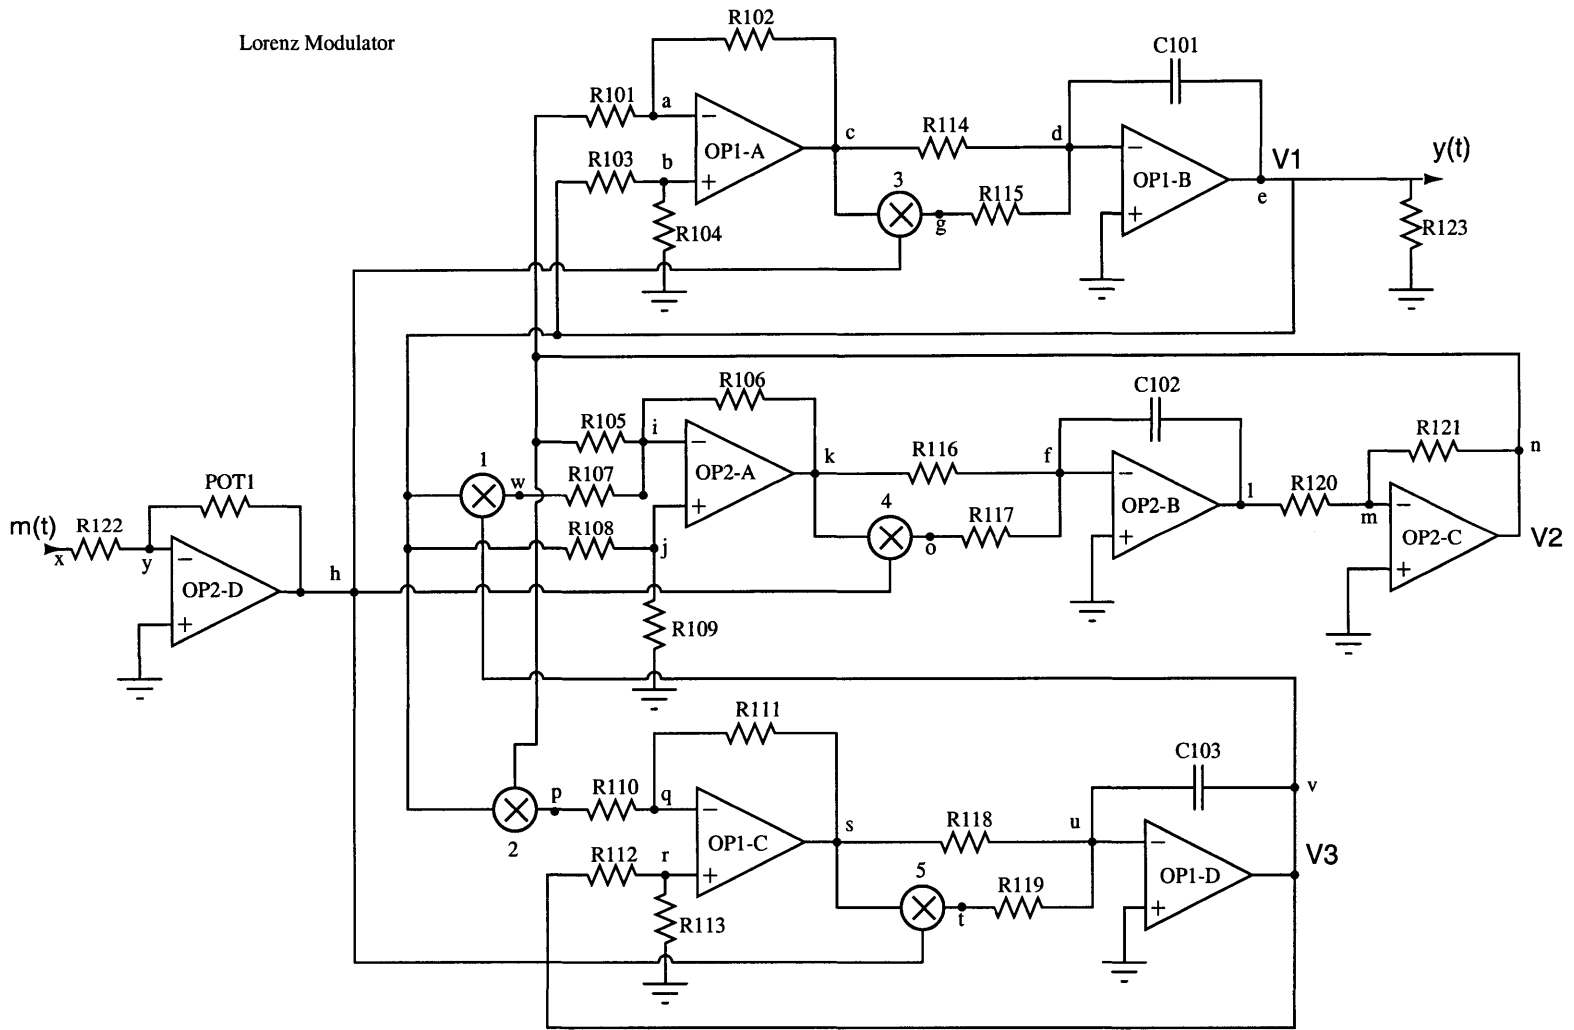 R102
Lorenz Modulator
C101
R101
a
−
OP1-A
c
R114
d
−
OP1-B
V1
y(t)
R103
b
+
3
R115
g
+
e
R104
R123
R106
C102
R105
i
−
OP2-A
k
R116
f
−
OP2-B
l
R121
n
1
w
R107
+
4
o
R117
+
R120
m
−
OP2-C
V2
+
POT1
m(t)
R122
x
y
−
OP2-D
h
+
R108
j
R109
R111
C103
v
p
R110
q
−
OP1-C
s
R118
u
−
OP1-D
V3
2
R112
r
+
5
t
R119
+
R113